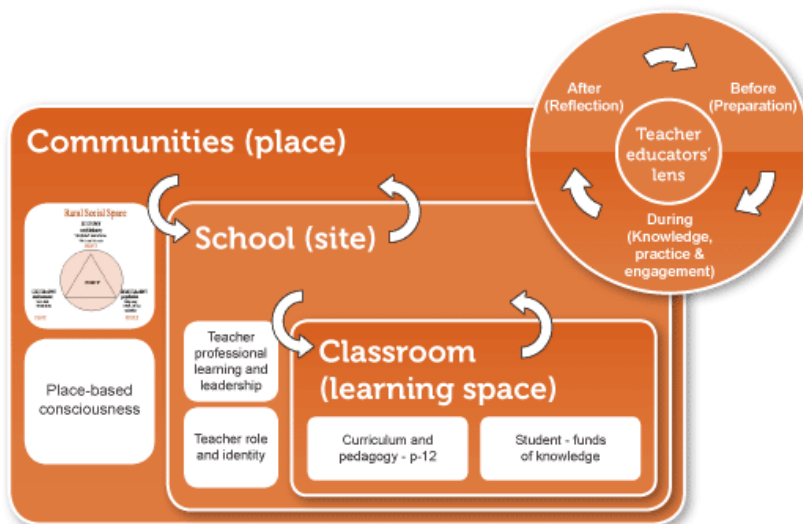 After
(Reflection)
Before
(Preparation)
Teacher
educators'
lens
During
(Knowledge,
practice &
engagement)
Communities (place)
Rural Social Space
ECONOMY
School (site)
Teacher
professional
learning and
leadership
Classroom
(learning space)
Place-based
consciousness
Teacher role
and identity
Curriculum and
pedagogy - p-12
Student - funds
of knowledge